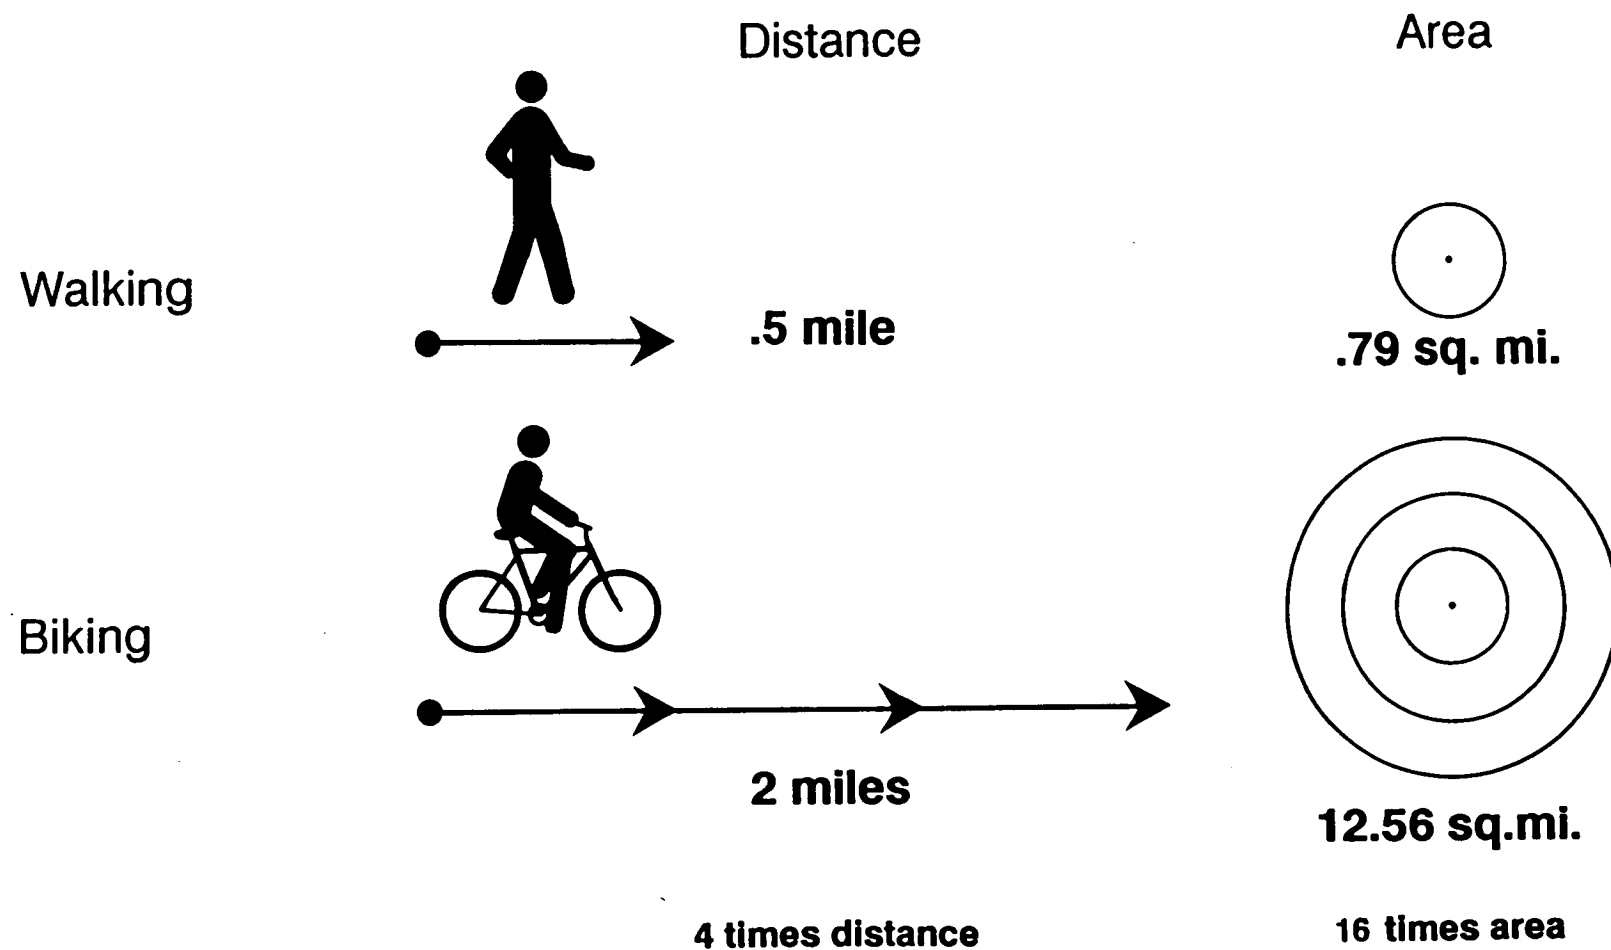 Distance
Area
Walking
.5 mile
.79 sq. mi.
Biking
2 miles
12.56 sq.mi.
4 times distance
16 times area